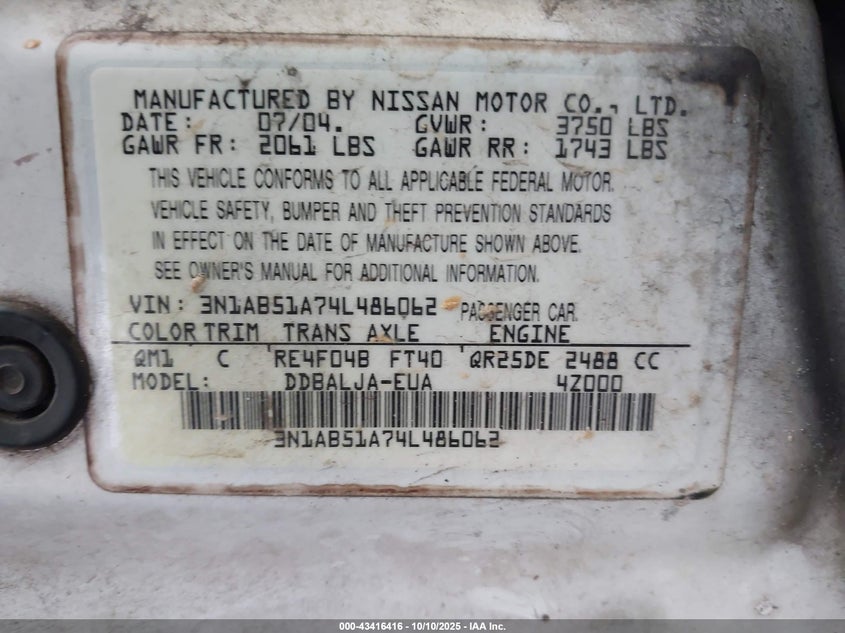 MANUFACTURED BY NISSAN MOTOR CO., LTD.
DATE: 07/04. GVWR: 3750 LBS
GAWR FR: 2061 LBS GAWR RR: 1743 LBS
THIS VEHICLE CONFORMS TO ALL APPLICABLE FEDERAL MOTOR.
VEHICLE SAFETY, BUMPER AND THEFT PREVENTION STANDARDS
IN EFFECT ON THE DATE OF MANUFACTURE SHOWN ABOVE.
SEE OWNER'S MANUAL FOR ADDITIONAL INFORMATION.
VIN: 3N1AB51A74L486062 PASSENGER CAR.
COLOR TRIM TRANS AXLE ENGINE
QM1 C RE4F04B FT40 QR25DE 2488 CC
MODEL: DDBALJA-EUA 4Z000
3N1AB51A74L486062
000-43416416 - 10/10/2025 - IAA Inc.